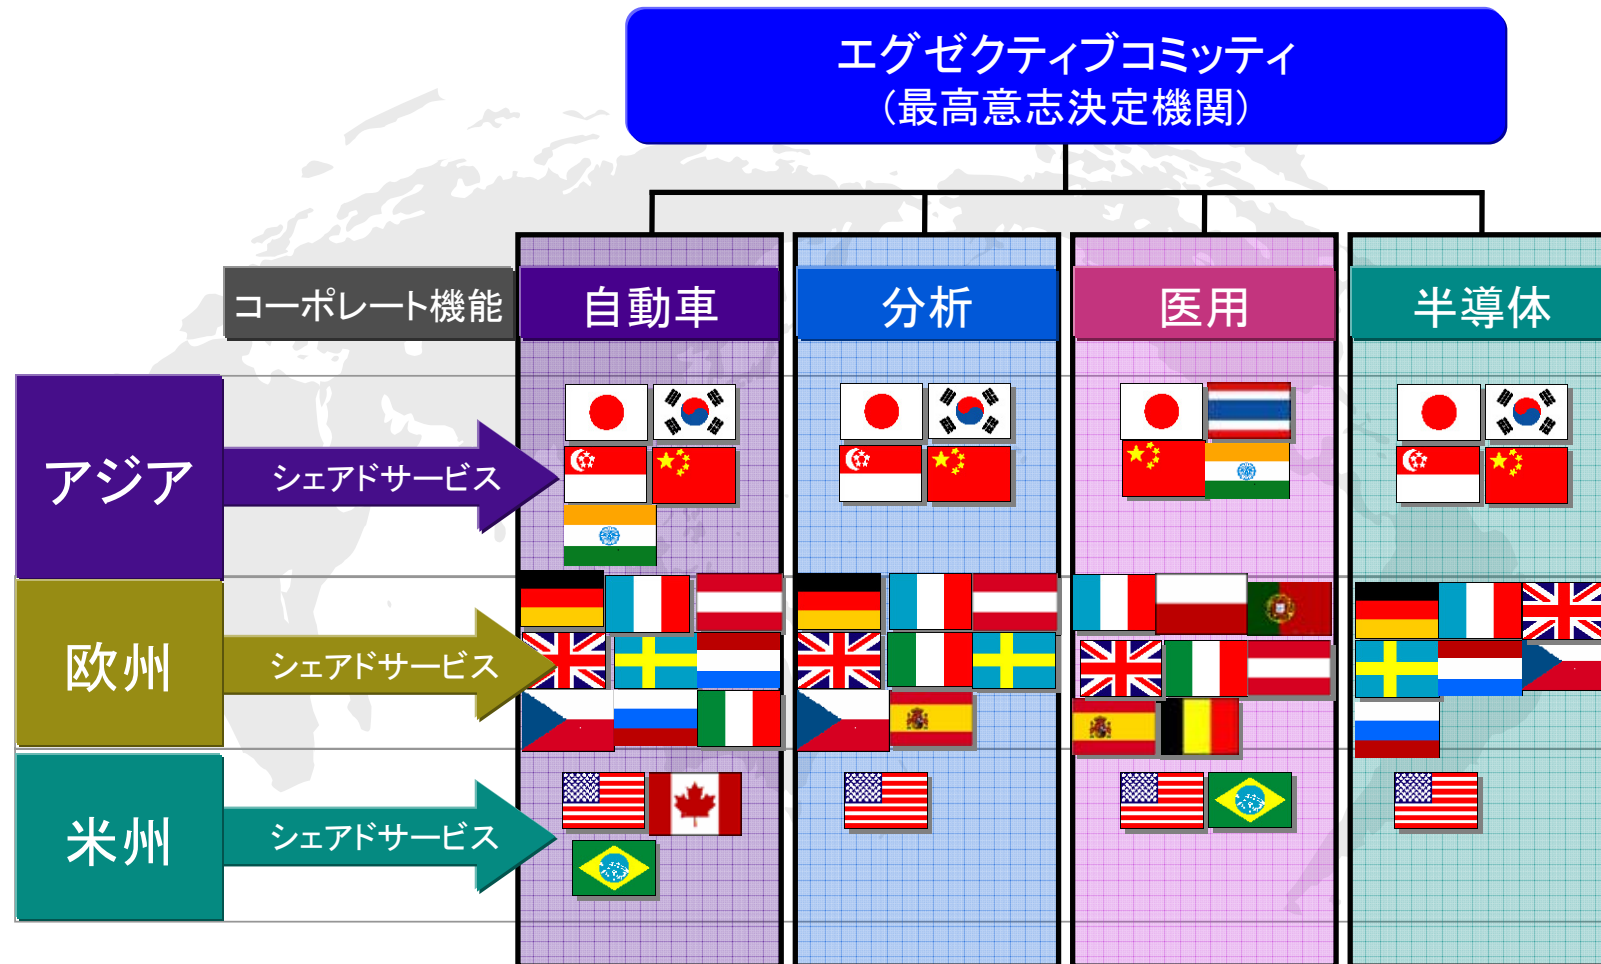 エグゼクティブコミッティ
（最高意志決定機関）
コーポレート機能
自動車
分析
医用
半導体
アジア
シェアドサービス
欧州
シェアドサービス
米州
シェアドサービス